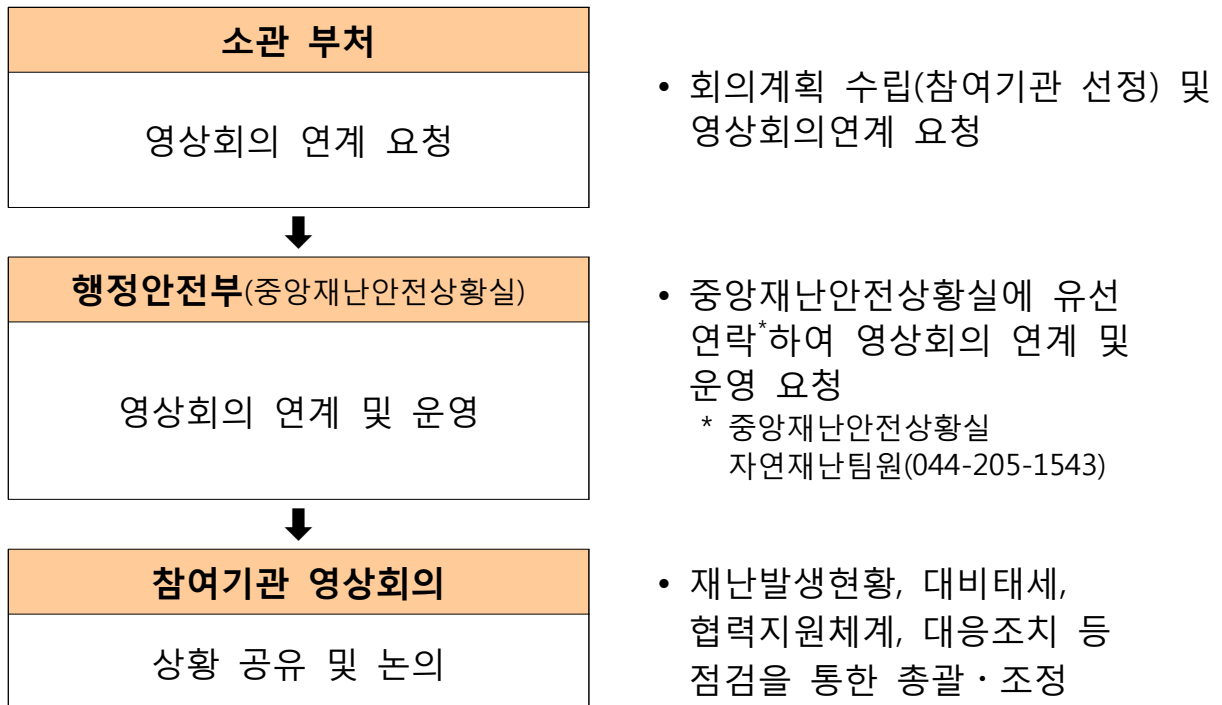 소관 부처
영상회의 연계 요청
• 회의계획 수립(참여기관 선정) 및
영상회의연계 요청
⬇
행정안전부(중앙재난안전상황실)
영상회의 연계 및 운영
• 중앙재난안전상황실에 유선
연락*하여 영상회의 연계 및
운영 요청
* 중앙재난안전상황실
자연재난팀원(044-205-1543)
⬇
참여기관 영상회의
상황 공유 및 논의
• 재난발생현황, 대비태세,
협력지원체계, 대응조치 등
점검을 통한 총괄・조정